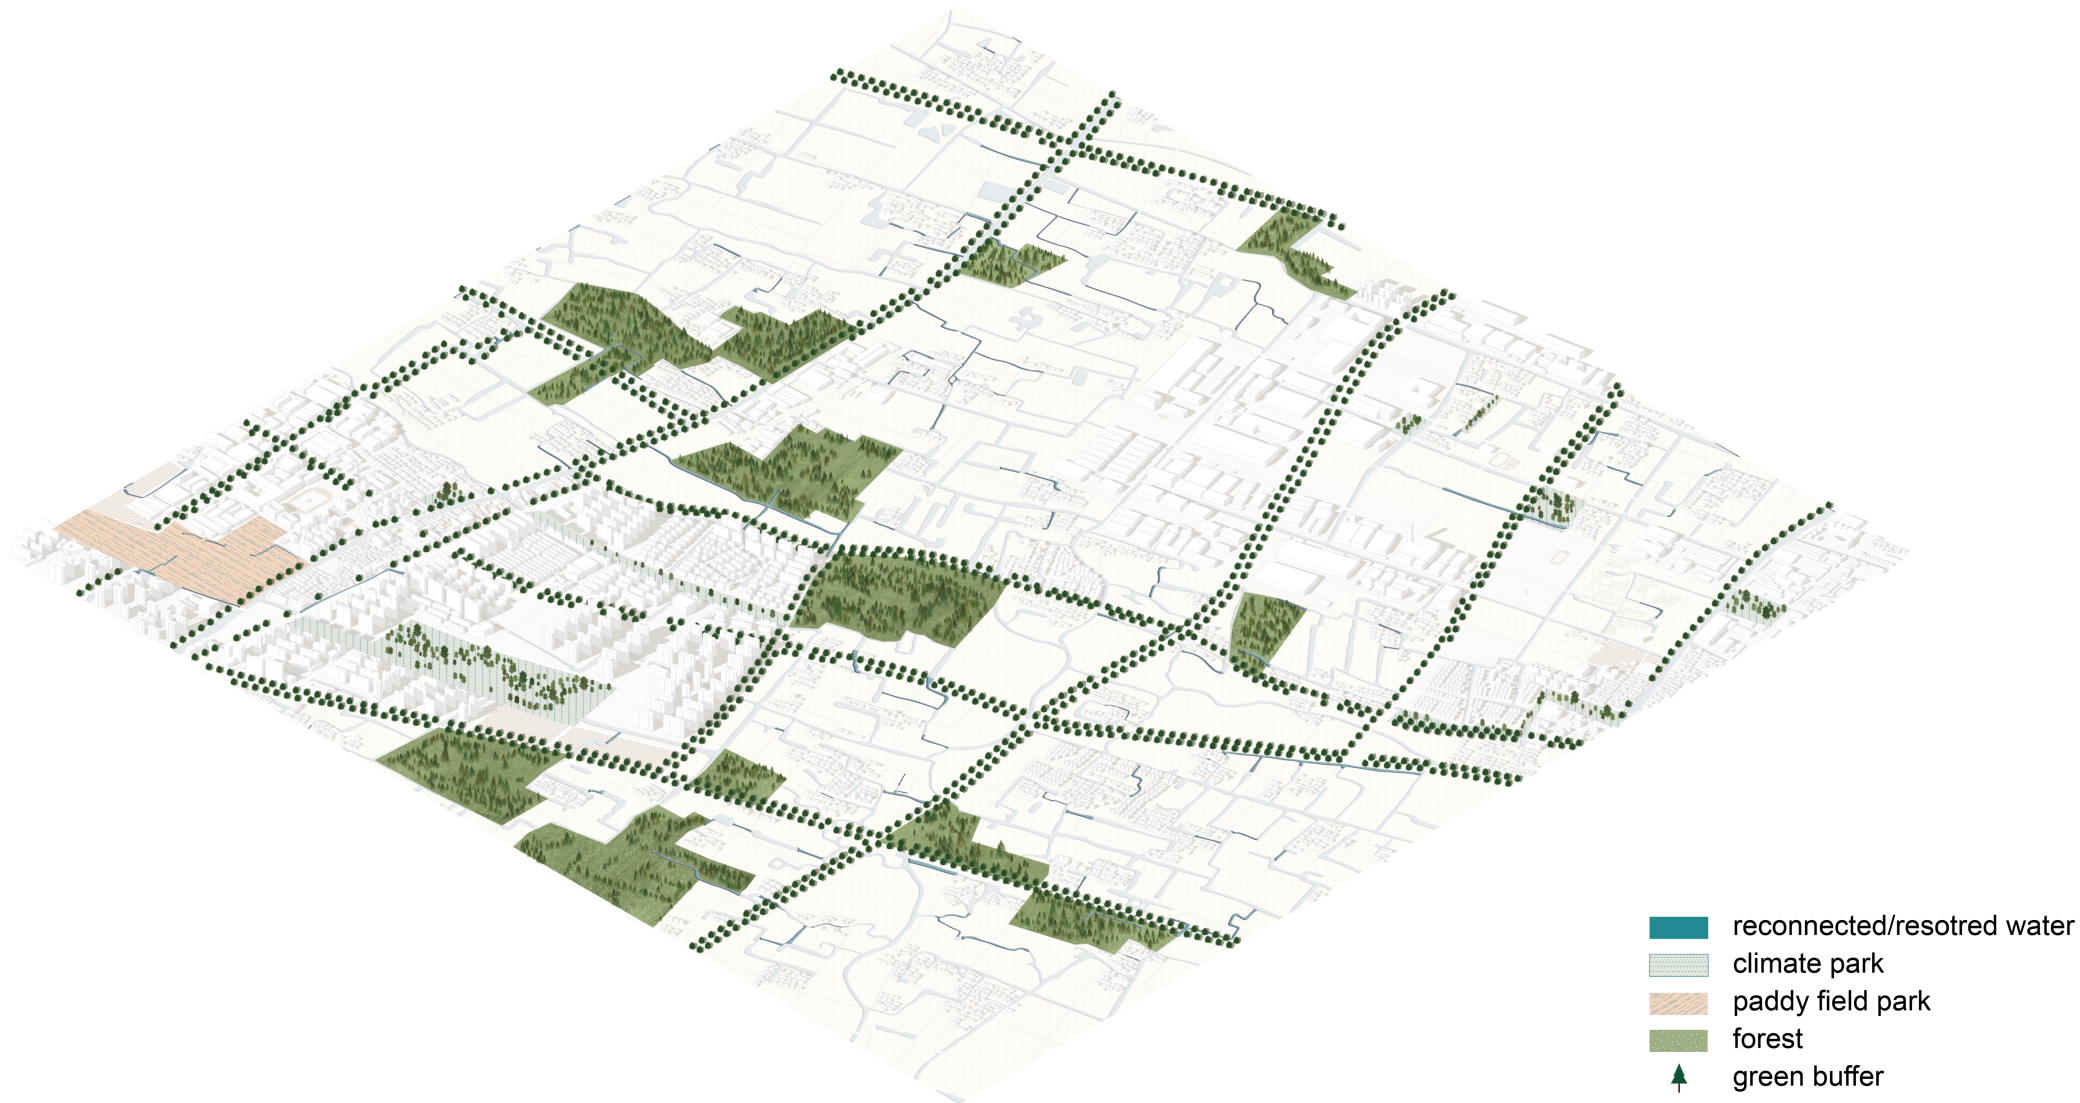 reconnected/resotred water
climate park
paddy field park
forest
green buffer